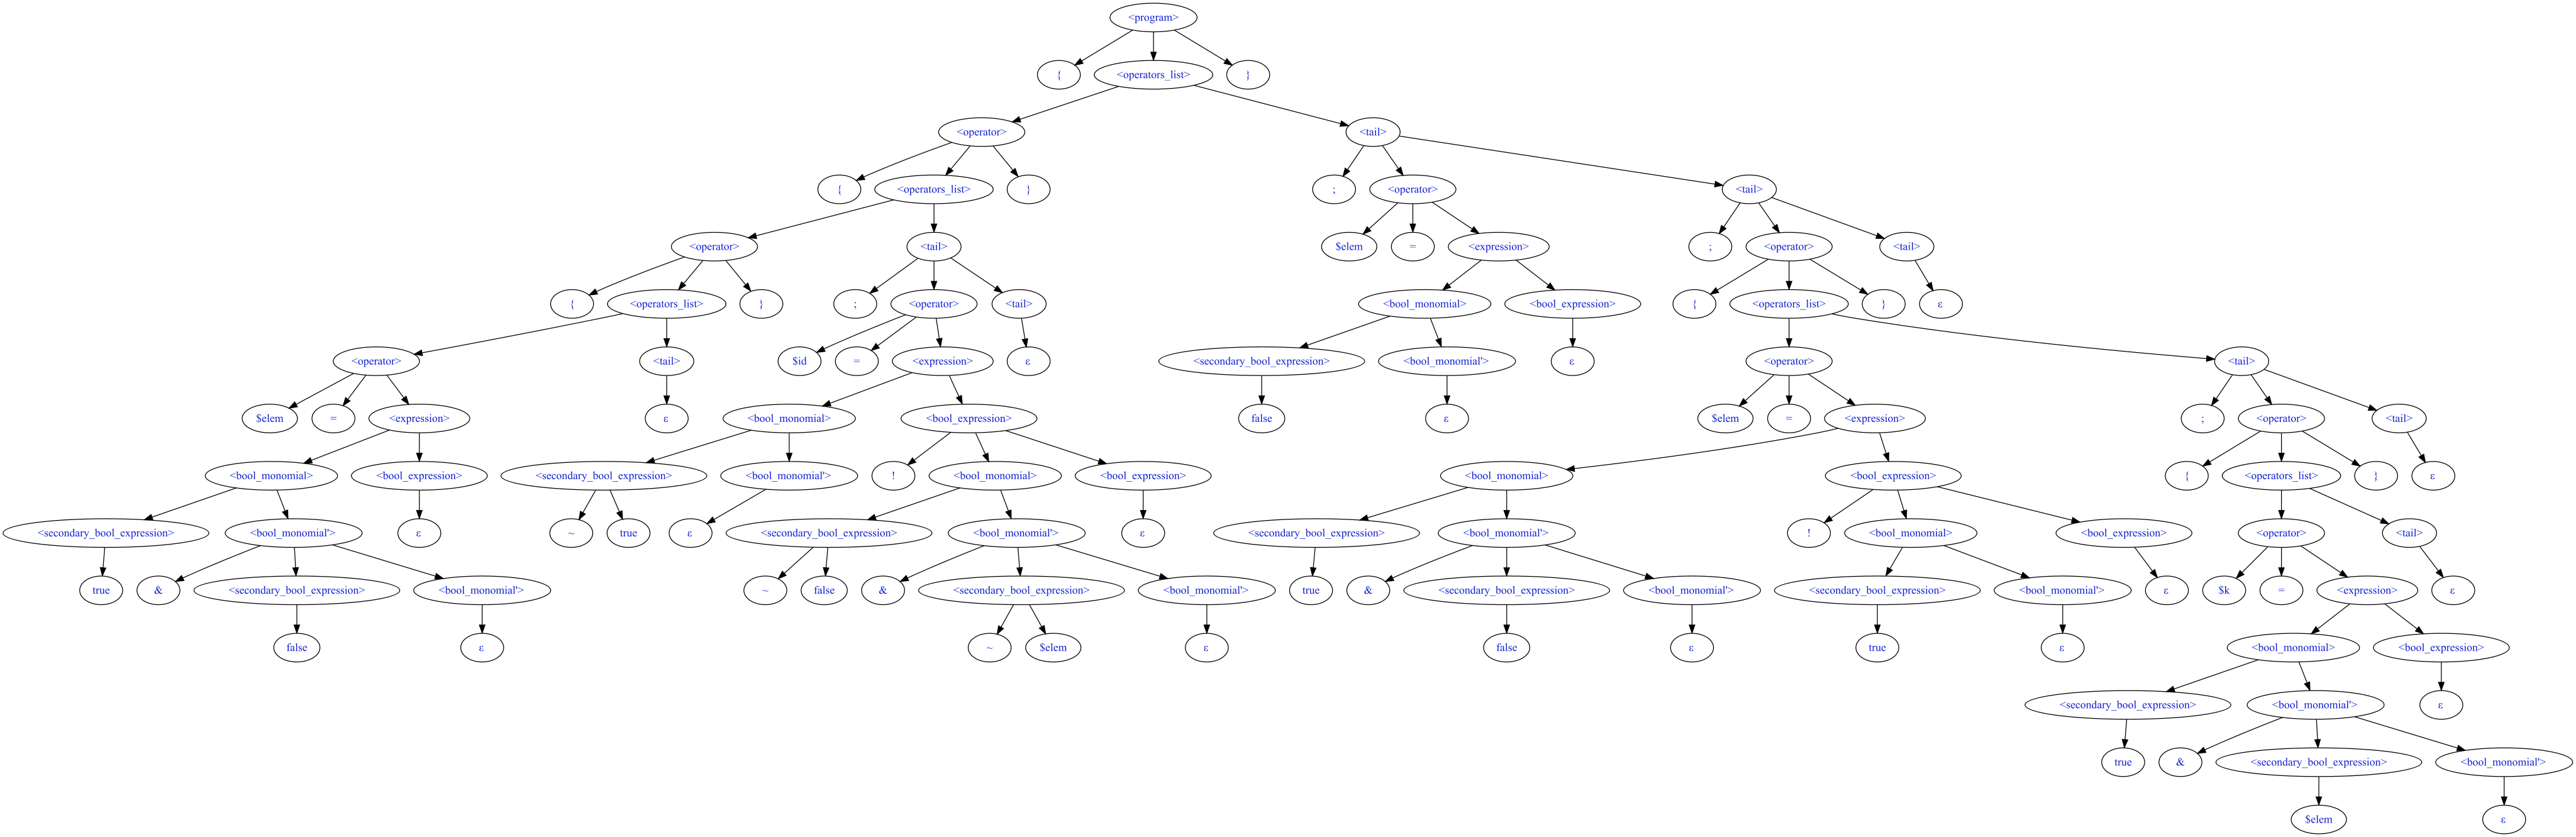 <program>
{ <operators_list> }
<operator> <tail>
{ <operators_list> } ; <operator> <tail>
<operator> <tail> $elem = <expression> ; <operator> <tail>
{ <operators_list> } ; <operator> <tail> <bool_monomial> <bool_expression> { <operators_list> } ε
<operator> <tail> $id = <expression> ε <secondary_bool_expression> <bool_monomial'> ε <operator> <tail>
$elem = <expression> ε <bool_monomial> <bool_expression> false ε $elem = <expression> ; <operator> <tail>
<bool_monomial> <bool_expression> <secondary_bool_expression> <bool_monomial'> ! <bool_monomial> <bool_expression> <bool_monomial> <bool_expression> { <operators_list> } ε
<secondary_bool_expression> <bool_monomial'> ε ~ true ε <secondary_bool_expression> <bool_monomial'> ε <secondary_bool_expression> <bool_monomial'> ! <bool_monomial> <bool_expression> <operator> <tail>
true & <secondary_bool_expression> <bool_monomial'> ~ false & <secondary_bool_expression> <bool_monomial'> true & <secondary_bool_expression> <bool_monomial'> <secondary_bool_expression> <bool_monomial'> ε $k = <expression> ε
false ε ~ $elem ε false ε true ε <bool_monomial> <bool_expression>
<secondary_bool_expression> <bool_monomial'> ε
true & <secondary_bool_expression> <bool_monomial'>
$elem ε